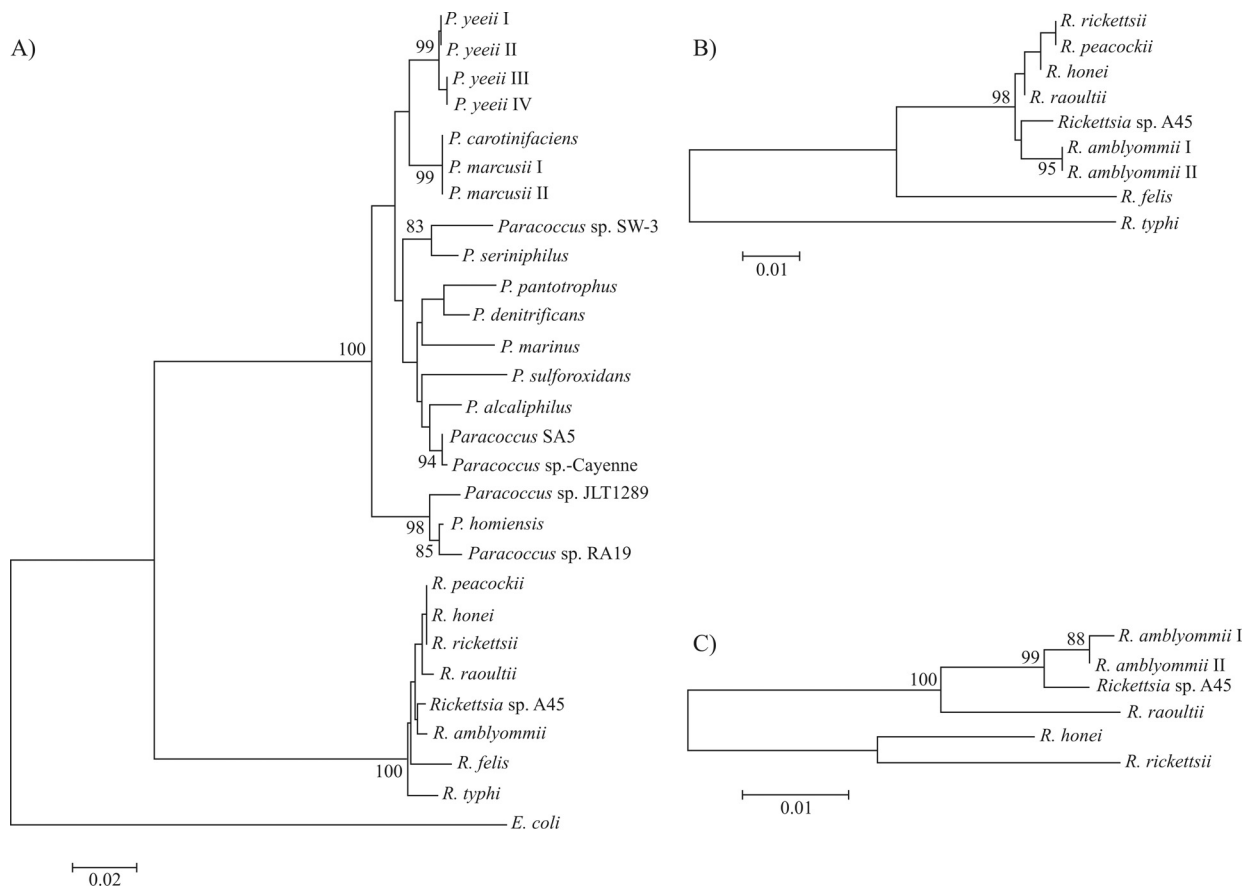 A)
P. yeeii I
99
P. yeeii II
P. yeeii III
P. yeeii IV
P. carotinifaciens
P. marcusii I
99
P. marcusii II
83
Paracoccus sp. SW-3
P. seriniphilus
P. pantotrophus
P. denitrificans
P. marinus
100
P. sulforoxidans
P. alcaliphilus
Paracoccus SA5
94
Paracoccus sp.-Cayenne
Paracoccus sp. JLT1289
98
P. homiensis
85
Paracoccus sp. RA19
R. peacockii
R. honei
R. rickettsii
R. raoultii
Rickettsia sp. A45
R. amblyommii
R. felis
100
R. typhi
E. coli
0.02
B)
R. rickettsii
R. peacockii
R. honei
98
R. raoultii
Rickettsia sp. A45
R. amblyommii I
95
R. amblyommii II
R. felis
R. typhi
0.01
C)
88
R. amblyommii I
99
R. amblyommii II
100
Rickettsia sp. A45
R. raoultii
R. honei
R. rickettsii
0.01